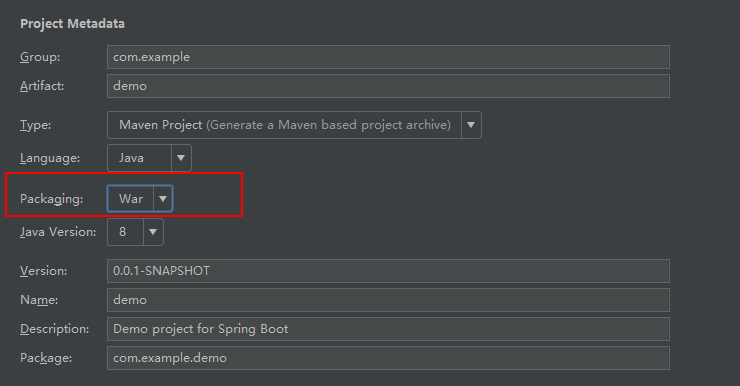 Project Metadata
Group: com.example
Artifact: demo
Type: Maven Project (Generate a Maven based project archive)
Language: Java
Packaging: War
Java Version: 8
Version: 0.0.1-SNAPSHOT
Name: demo
Description: Demo project for Spring Boot
Package: com.example.demo